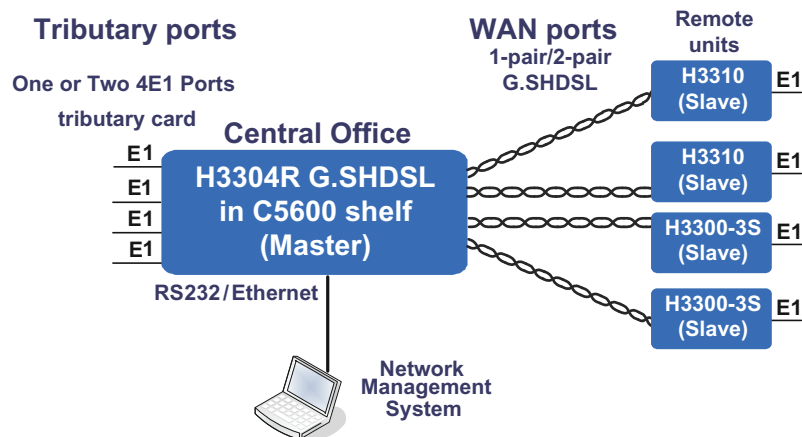 Tributary ports
One or Two 4E1 Ports
tributary card
E1
E1
E1
E1
Central Office
H3304R G.SHDSL
in C5600 shelf
(Master)
RS232/Ethernet
Network
Management
System
WAN ports
1-pair/2-pair
G.SHDSL
Remote
units
H3310
(Slave)
E1
H3310
(Slave)
E1
H3300-3S
(Slave)
E1
H3300-3S
(Slave)
E1